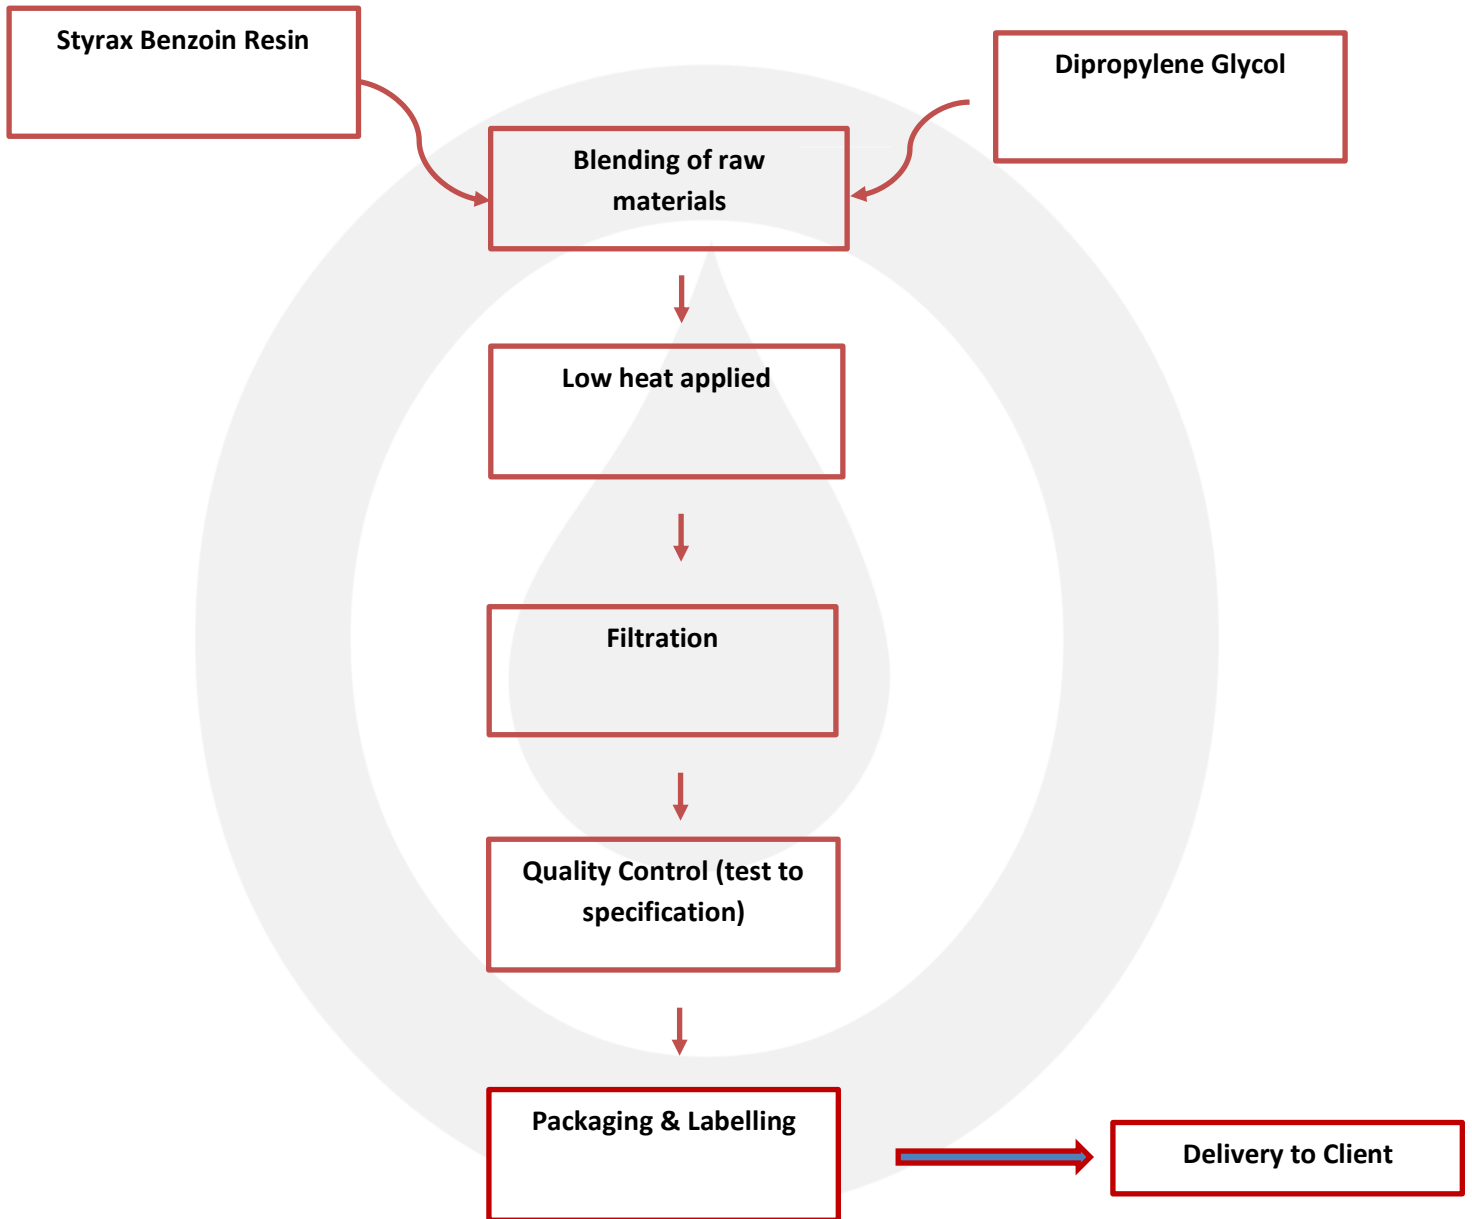 Styrax Benzoin Resin
Dipropylene Glycol
Blending of raw
materials
Low heat applied
Filtration
Quality Control (test to
specification)
Packaging & Labelling
Delivery to Client